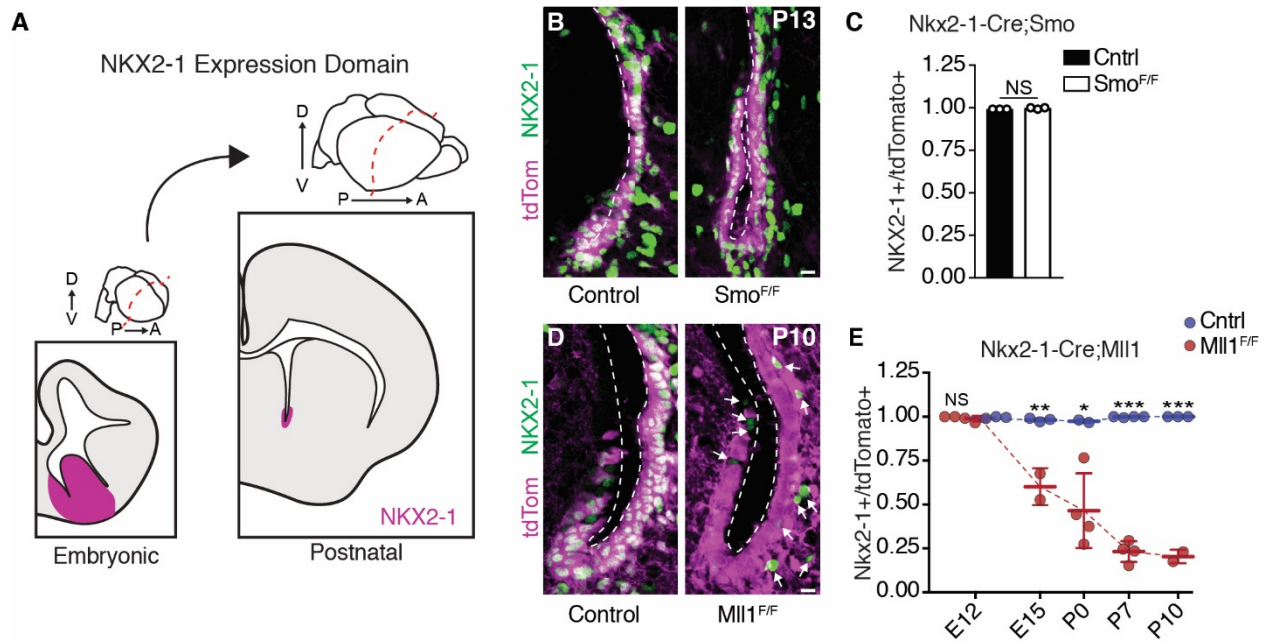 A
NKX2-1 Expression Domain
D
V
P
A
D
V
P
A
NKX2-1
Embryonic
Postnatal
B
P13
tdTom NKX2-1
Control
Smo^F/F
C
Nkx2-1-Cre;Smo
Cntrl
Smo^F/F
NS
NKX2-1+/tdTomato+
1.25
1.00
0.75
0.50
0.25
0.00
D
P10
tdTom NKX2-1
Control
Mll1^F/F
E
Nkx2-1-Cre;Mll1
Cntrl
Mll1^F/F
Nkx2-1+/tdTomato+
1.25
1.00
0.75
0.50
0.25
0.00
NS
**
*
***
***
E12
E15
P0
P7
P10